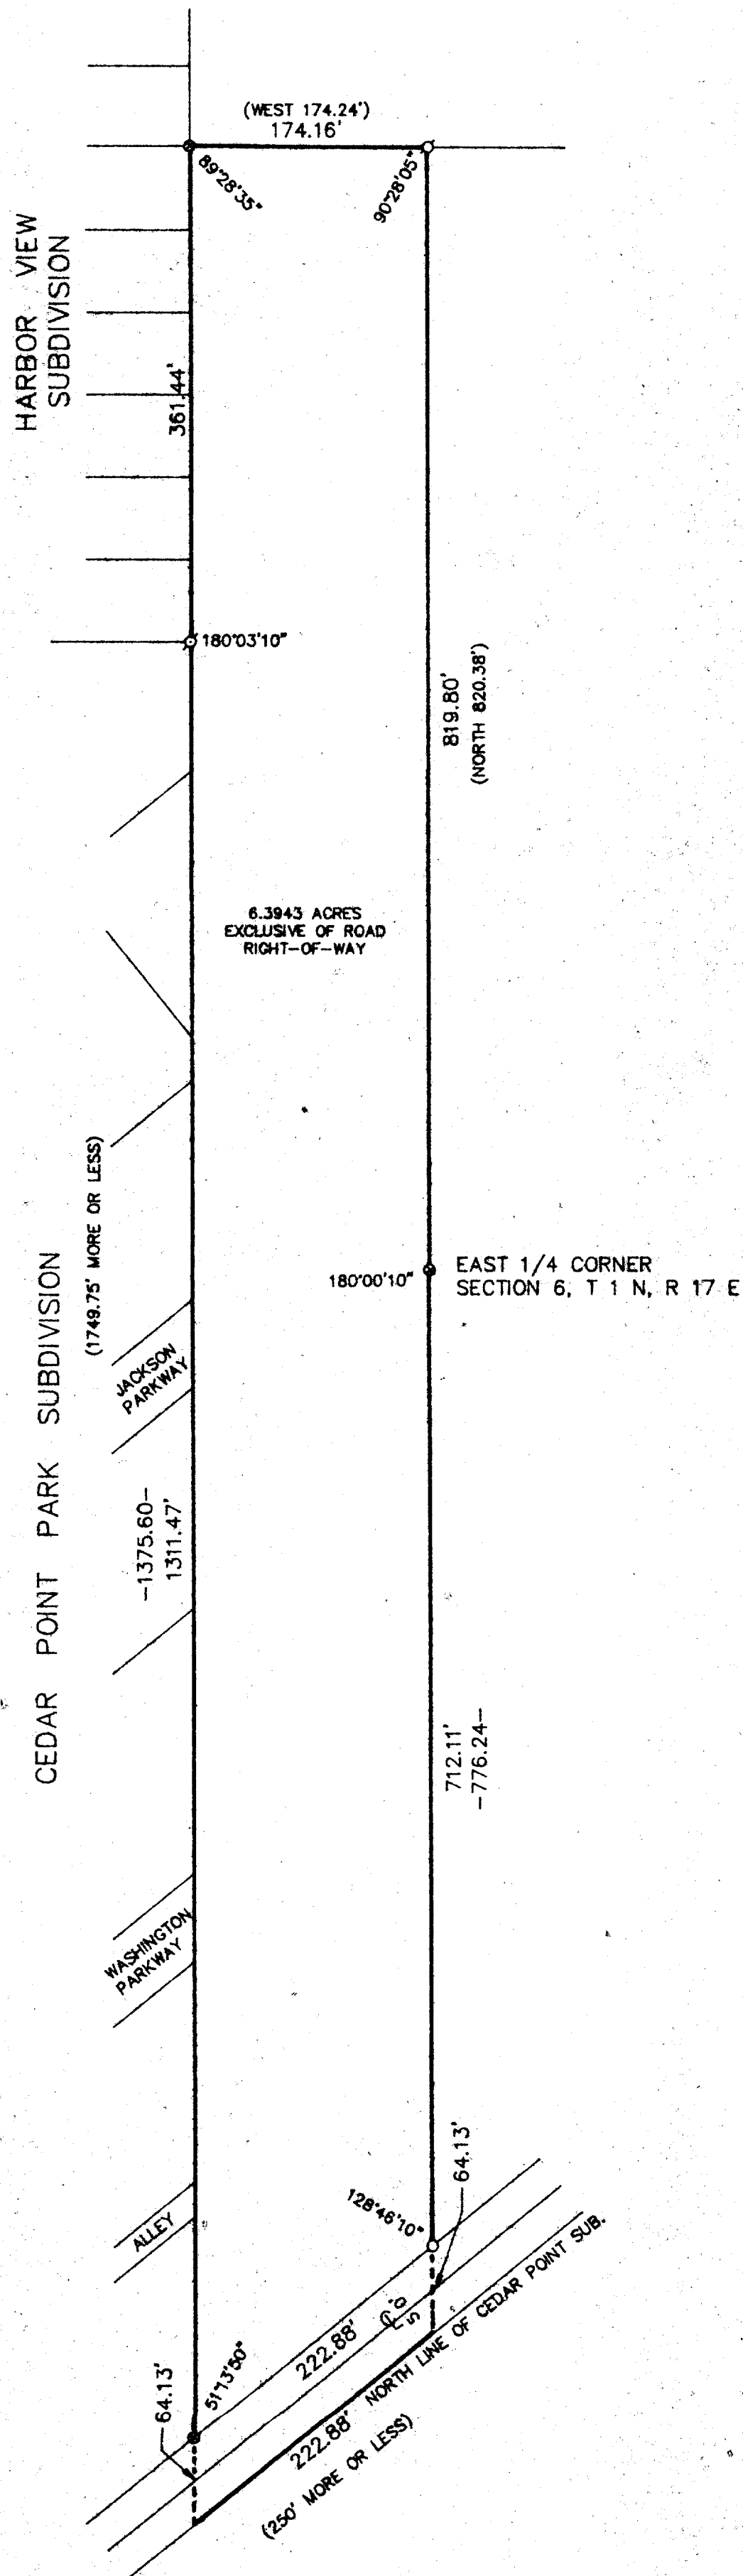 (WEST 174.24')
174.16'
89°28'35"
90°28'05"
HARBOR VIEW
SUBDIVISION
361.44'
180°03'10"
819.80'
(NORTH 820.38')
6.3943 ACRES
EXCLUSIVE OF ROAD
RIGHT-OF-WAY
(1749.75' MORE OR LESS)
180°00'10"
EAST 1/4 CORNER
SECTION 6, T 1 N, R 17 E
CEDAR POINT PARK SUBDIVISION
JACKSON
PARKWAY
-1375.60-
1311.47'
712.11'
-776.24-
WASHINGTON
PARKWAY
64.13'
128°46'10"
ALLEY
222.88'
51°13'50"
64.13'
NORTH LINE OF CEDAR POINT SUB.
222.88'
(250' MORE OR LESS)